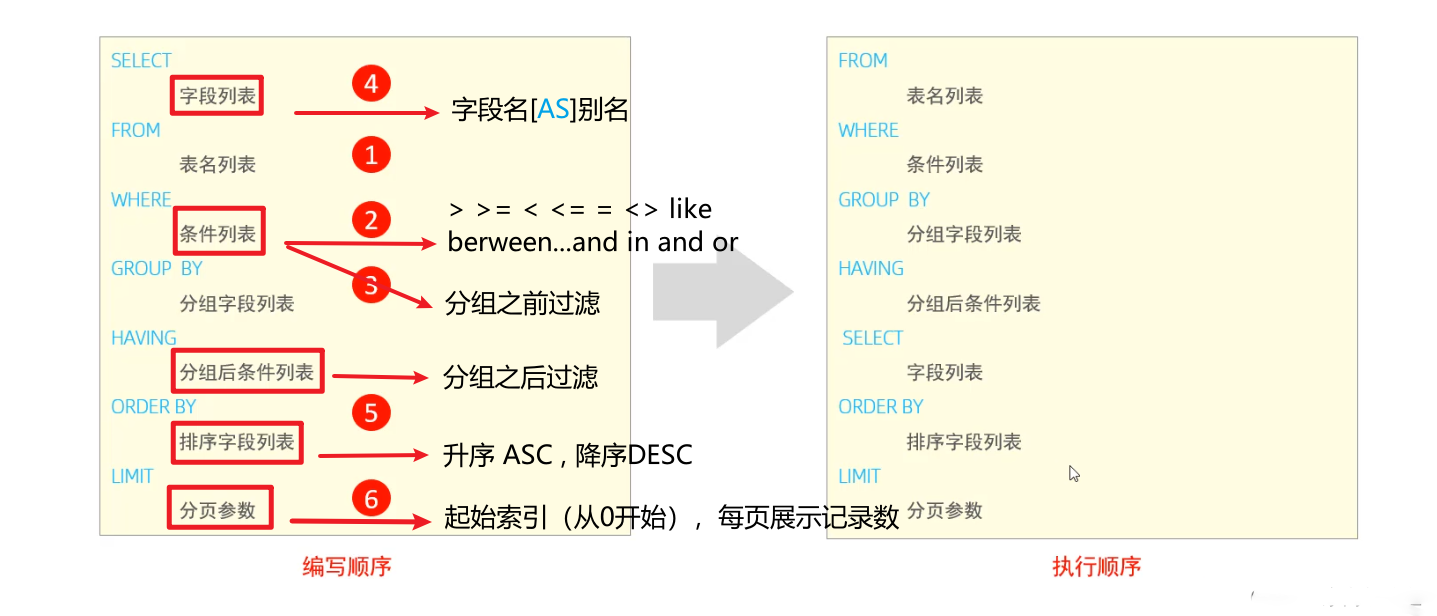 SELECT
字段列表
4
字段名[AS]别名
FROM
表名列表
1
WHERE
条件列表
2
> >= < <= = <> like
berween...and in and or
GROUP BY
3
分组之前过滤
分组字段列表
HAVING
分组后条件列表
分组之后过滤
ORDER BY
5
排序字段列表
升序 ASC , 降序DESC
LIMIT
分页参数
6
起始索引（从0开始），每页展示记录数
编写顺序
FROM
表名列表
WHERE
条件列表
GROUP BY
分组字段列表
HAVING
分组后条件列表
SELECT
字段列表
ORDER BY
排序字段列表
LIMIT
分页参数
执行顺序